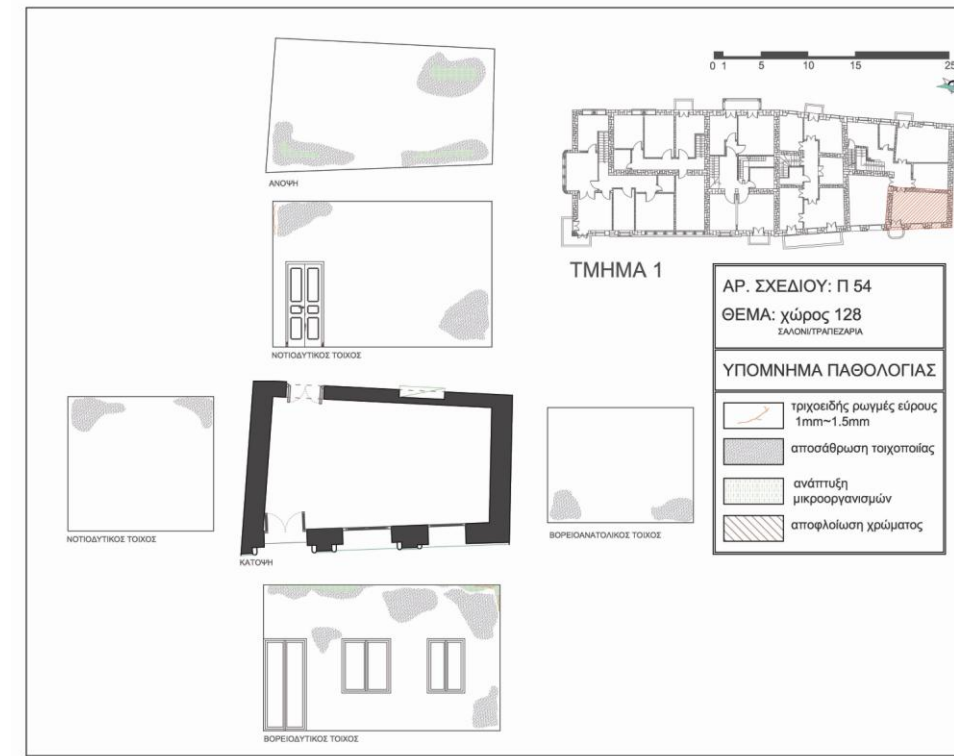 ΑΝΟΨΗ
0 1 5 10 15 25
ΤΜΗΜΑ 1
ΝΟΤΙΟΔΥΤΙΚΟΣ ΤΟΙΧΟΣ
ΑΡ. ΣΧΕΔΙΟΥ: Π 54
ΘΕΜΑ: χώρος 128
ΣΑΛΟΝΙ/ΤΡΑΠΕΖΑΡΙΑ
ΥΠΟΜΝΗΜΑ ΠΑΘΟΛΟΓΙΑΣ
τριχοειδής ρωγμές εύρους
1mm~1.5mm
αποσάθρωση τοιχοποιίας
ανάπτυξη
μικροοργανισμών
αποφλοίωση χρώματος
ΝΟΤΙΟΔΥΤΙΚΟΣ ΤΟΙΧΟΣ
ΚΑΤΟΨΗ
ΒΟΡΕΙΟΑΝΑΤΟΛΙΚΟΣ ΤΟΙΧΟΣ
ΒΟΡΕΙΟΔΥΤΙΚΟΣ ΤΟΙΧΟΣ